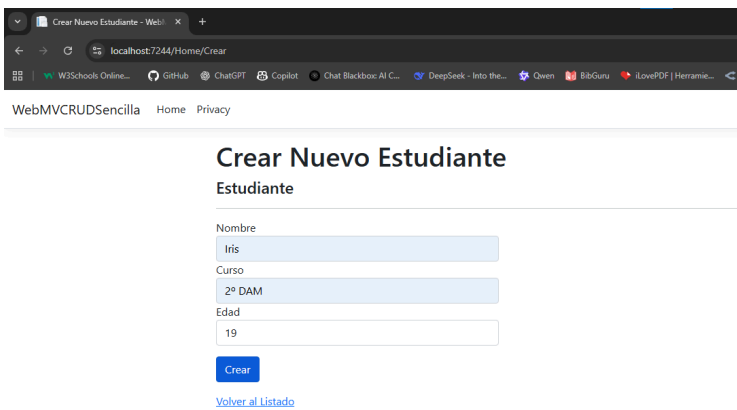 Crear Nuevo Estudiante - WebM
localhost:7244/Home/Crear
W3Schools Online... GitHub ChatGPT Copilot Chat Blackbox: AI C... DeepSeek - Into the... Qwen BibGuru iLovePDF | Herramie...
WebMVCRUDSencilla Home Privacy
Crear Nuevo Estudiante
Estudiante
Nombre
Iris
Curso
2º DAM
Edad
19
Crear
Volver al Listado